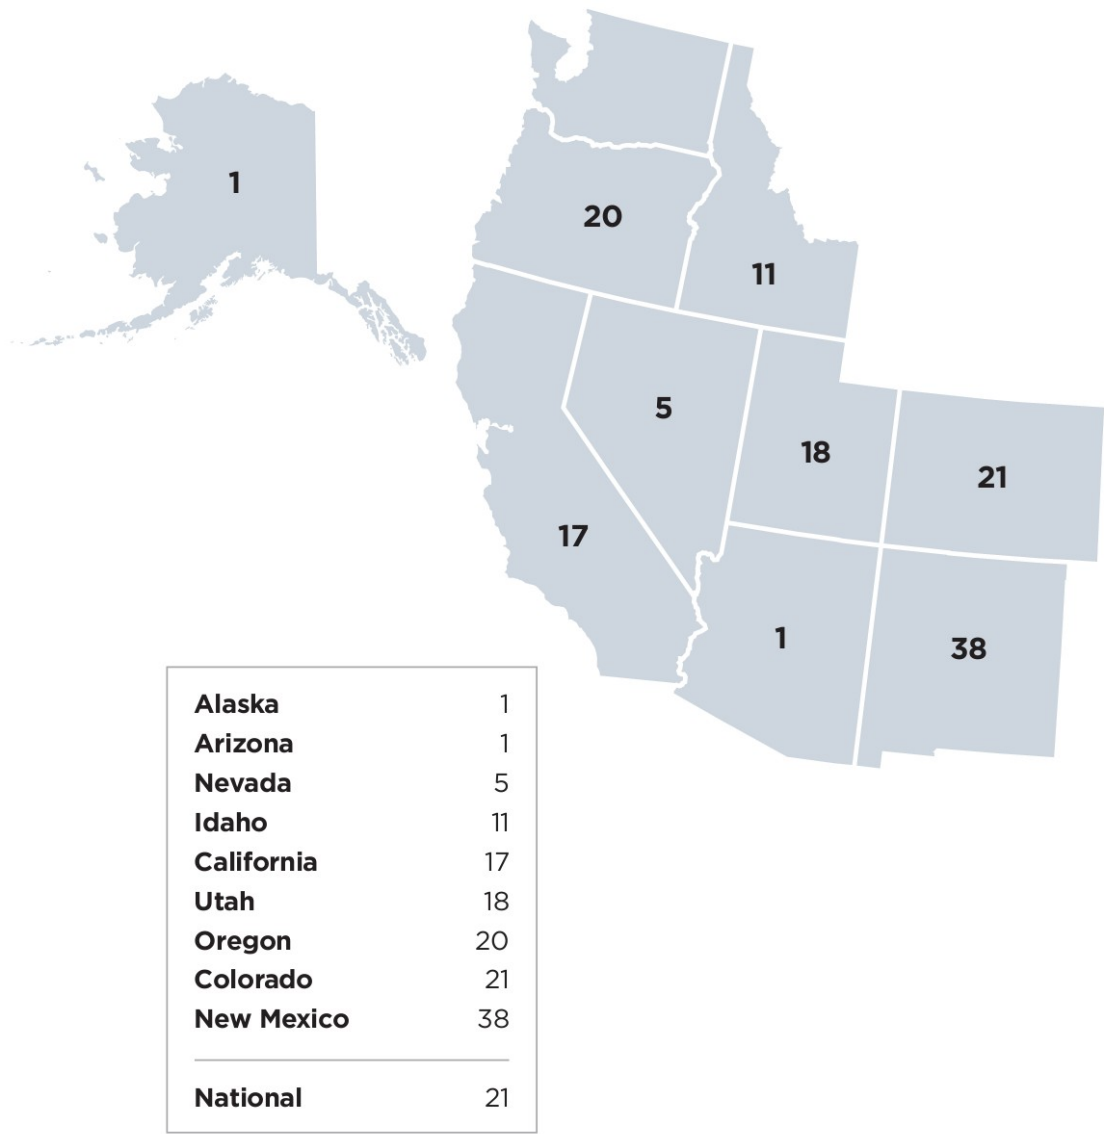 1
20
11
5
18
21
17
1
38
Alaska 1
Arizona 1
Nevada 5
Idaho 11
California 17
Utah 18
Oregon 20
Colorado 21
New Mexico 38
National 21